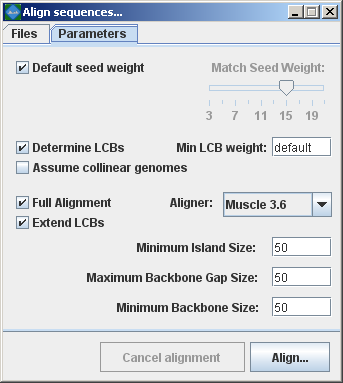 Align sequences...
Files Parameters
Default seed weight Match Seed Weight:
3 7 11 15 19
Determine LCBs Min LCB weight: default
Assume collinear genomes
Full Alignment Aligner: Muscle 3.6
Extend LCBs
Minimum Island Size: 50
Maximum Backbone Gap Size: 50
Minimum Backbone Size: 50
Cancel alignment Align...